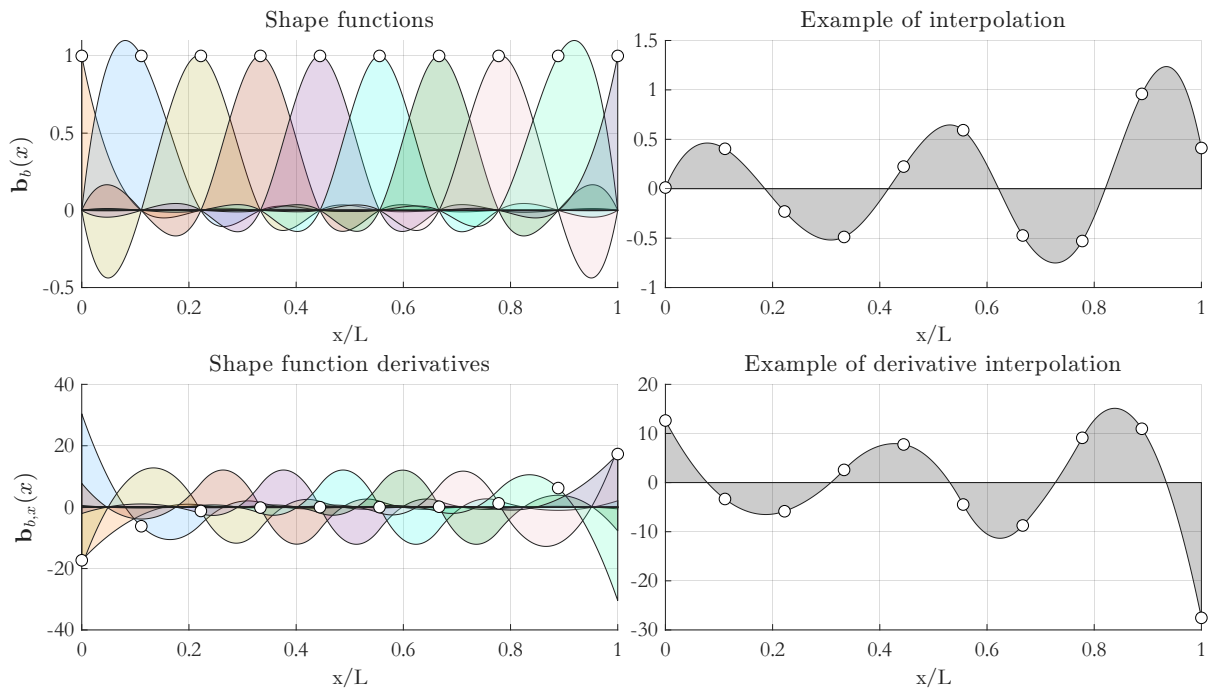 Shape functions
1
0.5
0
-0.5
0 0.2 0.4 0.6 0.8 1
x/L
b_b(x)
Example of interpolation
1.5
1
0.5
0
-0.5
-1
0 0.2 0.4 0.6 0.8 1
x/L
Shape function derivatives
40
20
0
-20
-40
0 0.2 0.4 0.6 0.8 1
x/L
b_{b,x}(x)
Example of derivative interpolation
20
10
0
-10
-20
-30
0 0.2 0.4 0.6 0.8 1
x/L